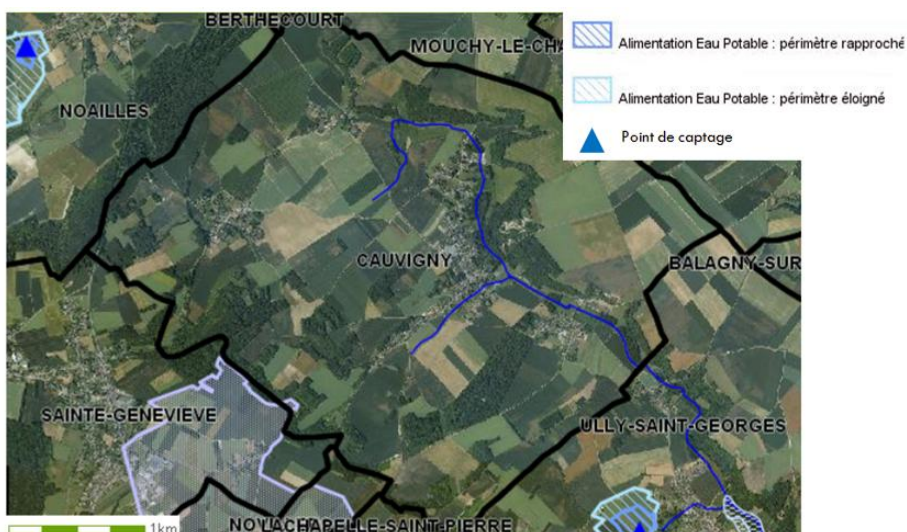 BERTHECOURT
MOUCHY-LE-CHA
Alimentation Eau Potable : périmètre rapproché
Alimentation Eau Potable : périmètre éloigné
Point de captage
NOAILLES
CAUVIGNY
BALAGNY-SUR
SAINTE-GENEVIEVE
ULLY-SAINT-GEORGES
1km
LACHAPELLE-SAINT-PIERRE